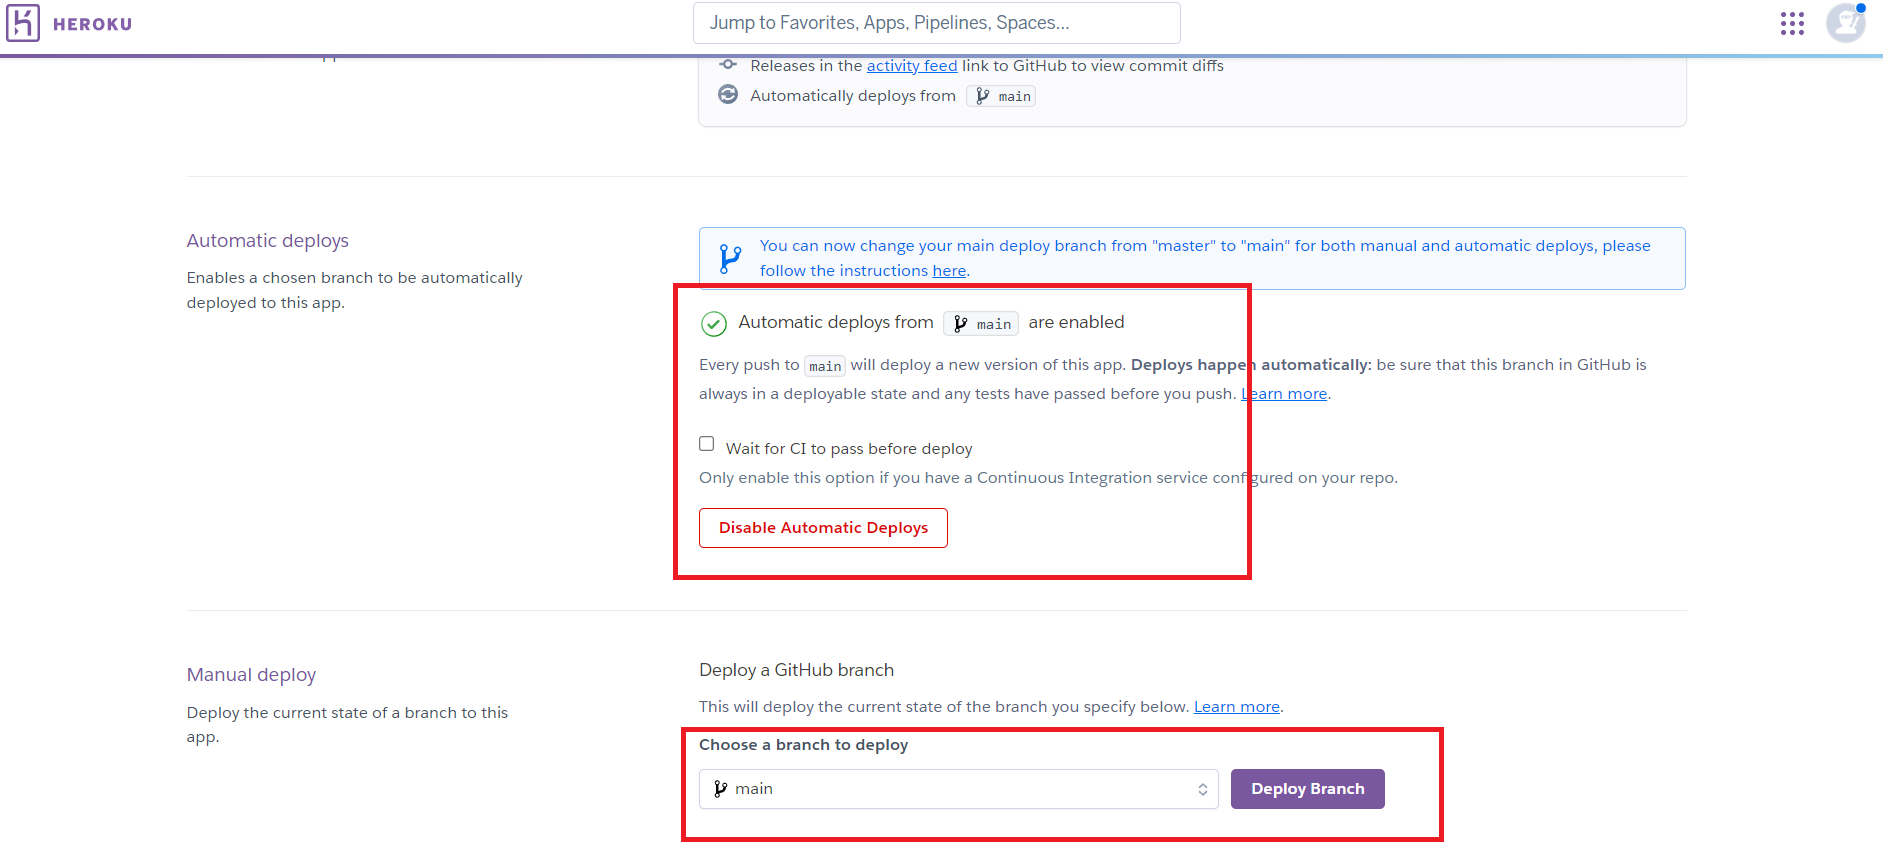 HEROKU
Jump to Favorites, Apps, Pipelines, Spaces...
Releases in the activity feed link to GitHub to view commit diffs
Automatically deploys from main
Automatic deploys
Enables a chosen branch to be automatically
deployed to this app.
You can now change your main deploy branch from "master" to "main" for both manual and automatic deploys, please
follow the instructions here.
Automatic deploys from main are enabled
Every push to main will deploy a new version of this app. Deploys happen automatically: be sure that this branch in GitHub is
always in a deployable state and any tests have passed before you push. Learn more.
Wait for CI to pass before deploy
Only enable this option if you have a Continuous Integration service configured on your repo.
Disable Automatic Deploys
Manual deploy
Deploy the current state of a branch to this
app.
Deploy a GitHub branch
This will deploy the current state of the branch you specify below. Learn more.
Choose a branch to deploy
main
Deploy Branch